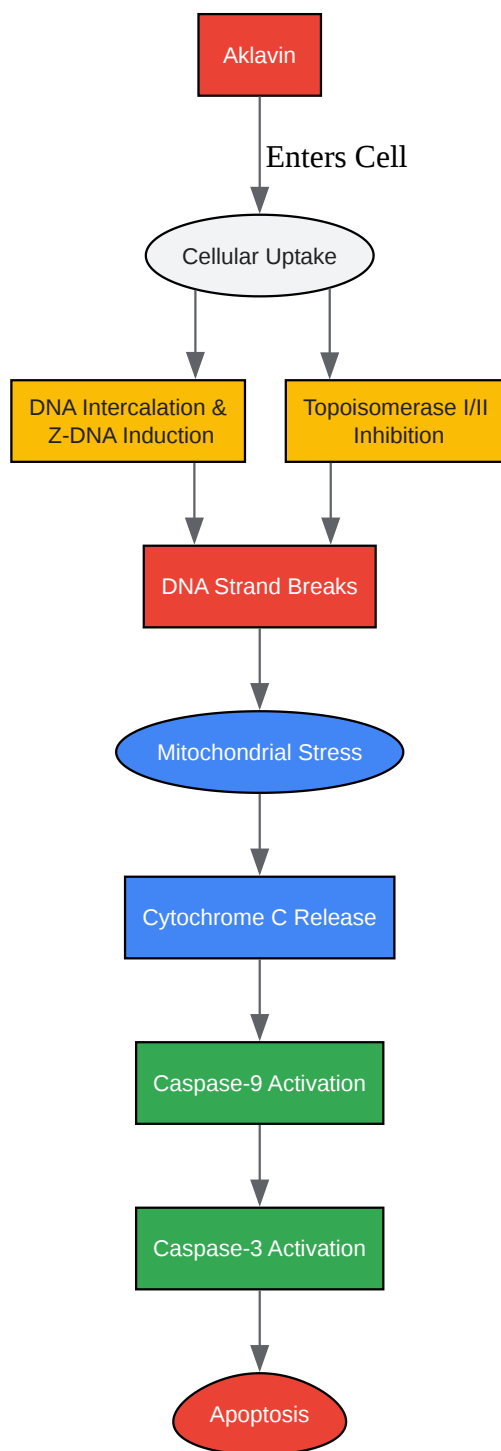 Aklavin
Enters Cell
Cellular Uptake
DNA Intercalation &
Z-DNA Induction
Topoisomerase I/II
Inhibition
DNA Strand Breaks
Mitochondrial Stress
Cytochrome C Release
Caspase-9 Activation
Caspase-3 Activation
Apoptosis